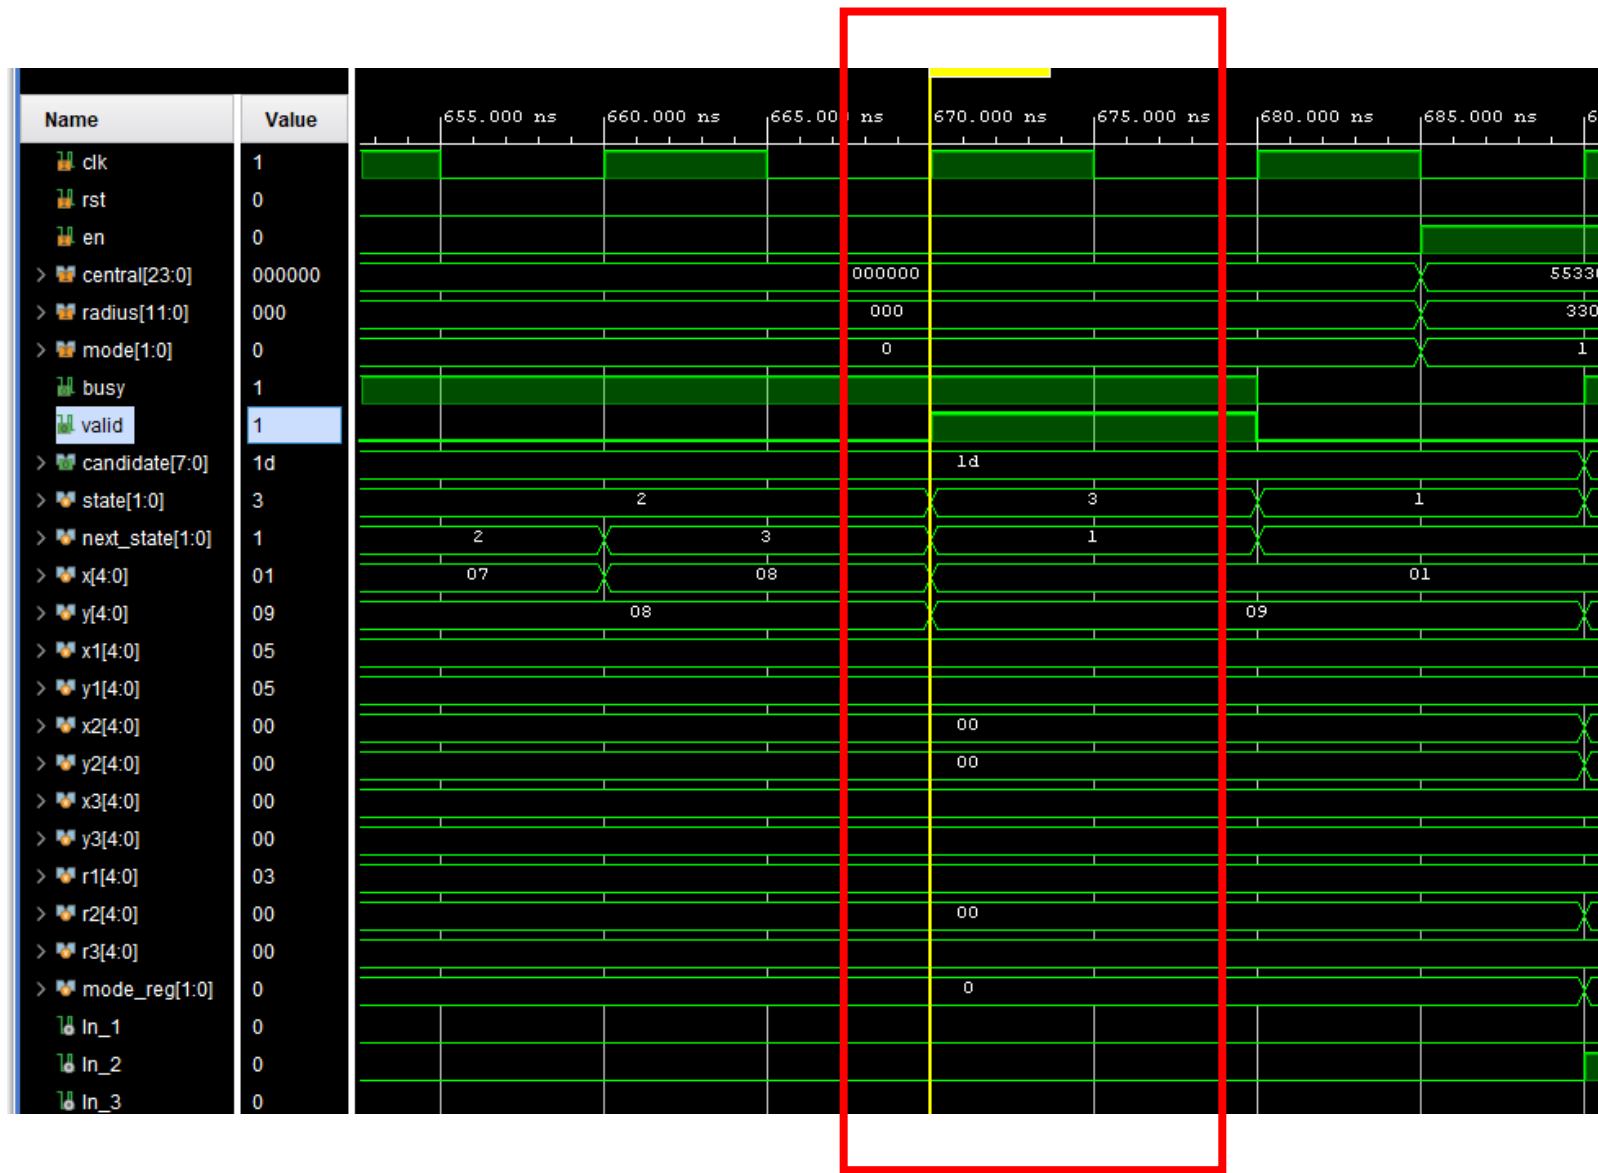 Name Value 655.000 ns 660.000 ns 665.000 ns 670.000 ns 675.000 ns 680.000 ns 685.000 ns 6
clk 1
rst 0
en 0
central[23:0] 000000 000000 5533
radius[11:0] 000 000 330
mode[1:0] 0 0 1
busy 1
valid 1
candidate[7:0] 1d 1d
state[1:0] 3 2 3 1
next_state[1:0] 1 2 3 1
x[4:0] 01 07 08 01
y[4:0] 09 08 09
x1[4:0] 05
y1[4:0] 05
x2[4:0] 00 00
y2[4:0] 00 00
x3[4:0] 00
y3[4:0] 00
r1[4:0] 03
r2[4:0] 00 00
r3[4:0] 00
mode_reg[1:0] 0 0
In_1 0
In_2 0
In_3 0